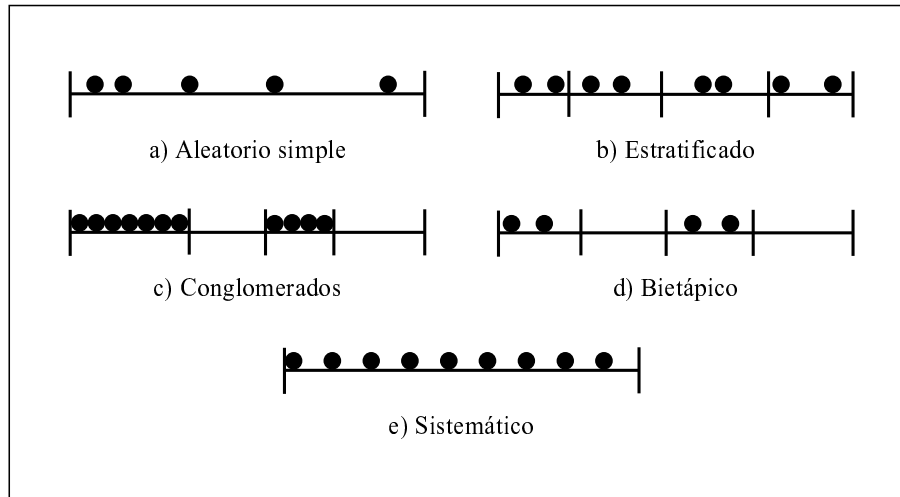 a) Aleatorio simple
b) Estratificado
c) Conglomerados
d) Bietápico
e) Sistemático